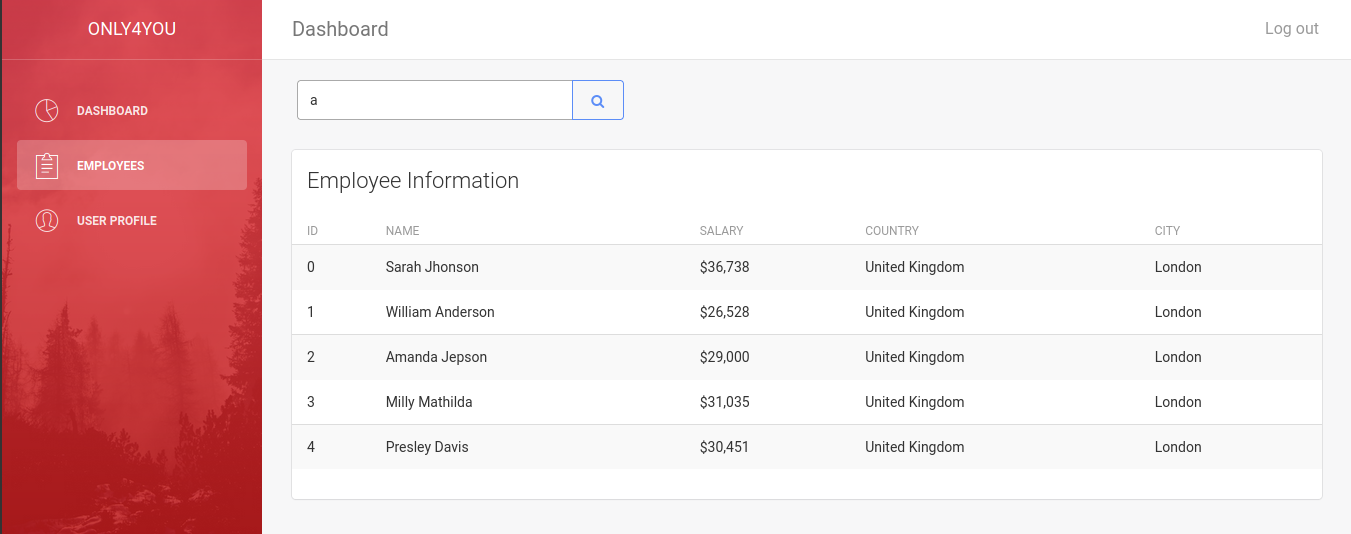 ONLY4YOU
DASHBOARD
EMPLOYEES
USER PROFILE
Dashboard
Log out
a
Employee Information
ID NAME SALARY COUNTRY CITY
0 Sarah Jhonson $36,738 United Kingdom London
1 William Anderson $26,528 United Kingdom London
2 Amanda Jepson $29,000 United Kingdom London
3 Milly Mathilda $31,035 United Kingdom London
4 Presley Davis $30,451 United Kingdom London